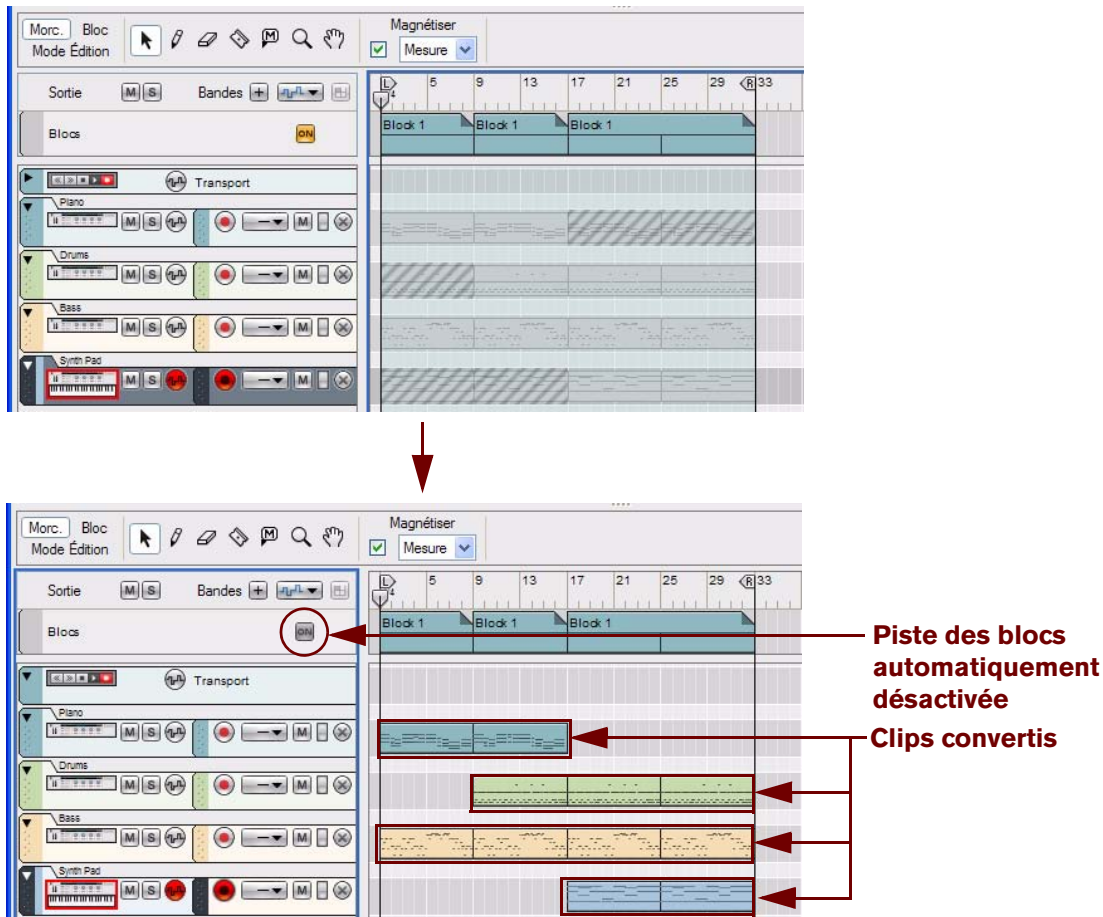 Morc. Bloc
Mode Édition
Magnétiser
Mesure
Sortie M S Bandes +
L 5 9 13 17 21 25 29 R 33
4
Blocs ON
Block 1 Block 1 Block 1
Transport
Piano
M S M
Drums
M S M
Bass
M S M
Synth Pad
M S M
Morc. Bloc
Mode Édition
Magnétiser
Mesure
Sortie M S Bandes +
L 5 9 13 17 21 25 29 R 33
4
Blocs ON
Block 1 Block 1 Block 1
Piste des blocs
automatiquement
désactivée
Transport
Piano
M S M
Clips convertis
Drums
M S M
Bass
M S M
Synth Pad
M S M